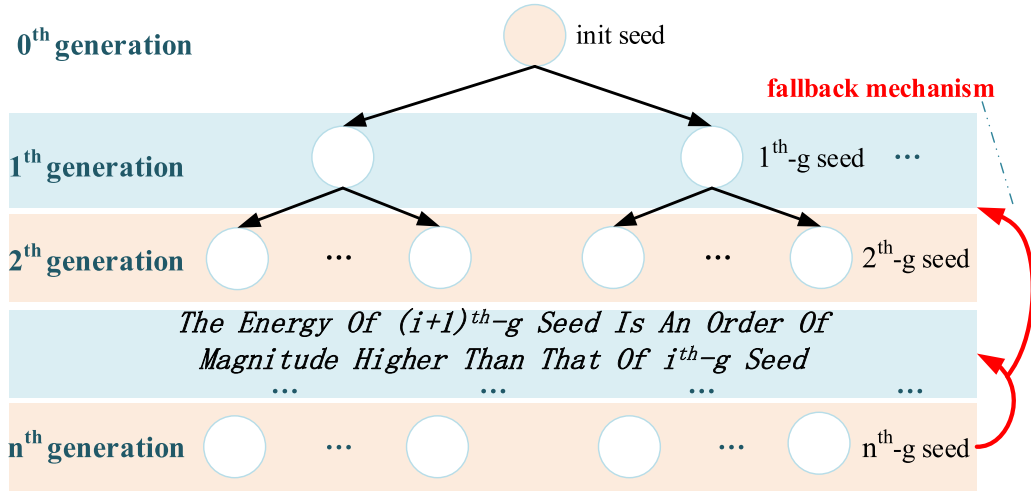 0th generation
init seed
fallback mechanism
1th generation
1th-g seed ...
2th generation
... ... 2th-g seed
The Energy Of (i+1)th-g Seed Is An Order Of
Magnitude Higher Than That Of ith-g Seed
... ... ... ...
nth generation
... ... nth-g seed